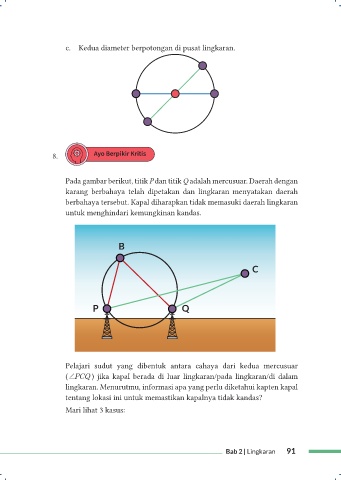 c. Kedua diameter berpotongan di pusat lingkaran.
8. Ayo Berpikir Kritis
Pada gambar berikut, titik P dan titik Q adalah mercusuar. Daerah dengan
karang berbahaya telah dipetakan dan lingkaran menyatakan daerah
berbahaya tersebut. Kapal diharapkan tidak memasuki daerah lingkaran
untuk menghindari kemungkinan kandas.
B
C
P Q
Pelajari sudut yang dibentuk antara cahaya dari kedua mercusuar
(∠PCQ) jika kapal berada di luar lingkaran/pada lingkaran/di dalam
lingkaran. Menurutmu, informasi apa yang perlu diketahui kapten kapal
tentang lokasi ini untuk memastikan kapalnya tidak kandas?
Mari lihat 3 kasus:
Bab 2 | Lingkaran 91